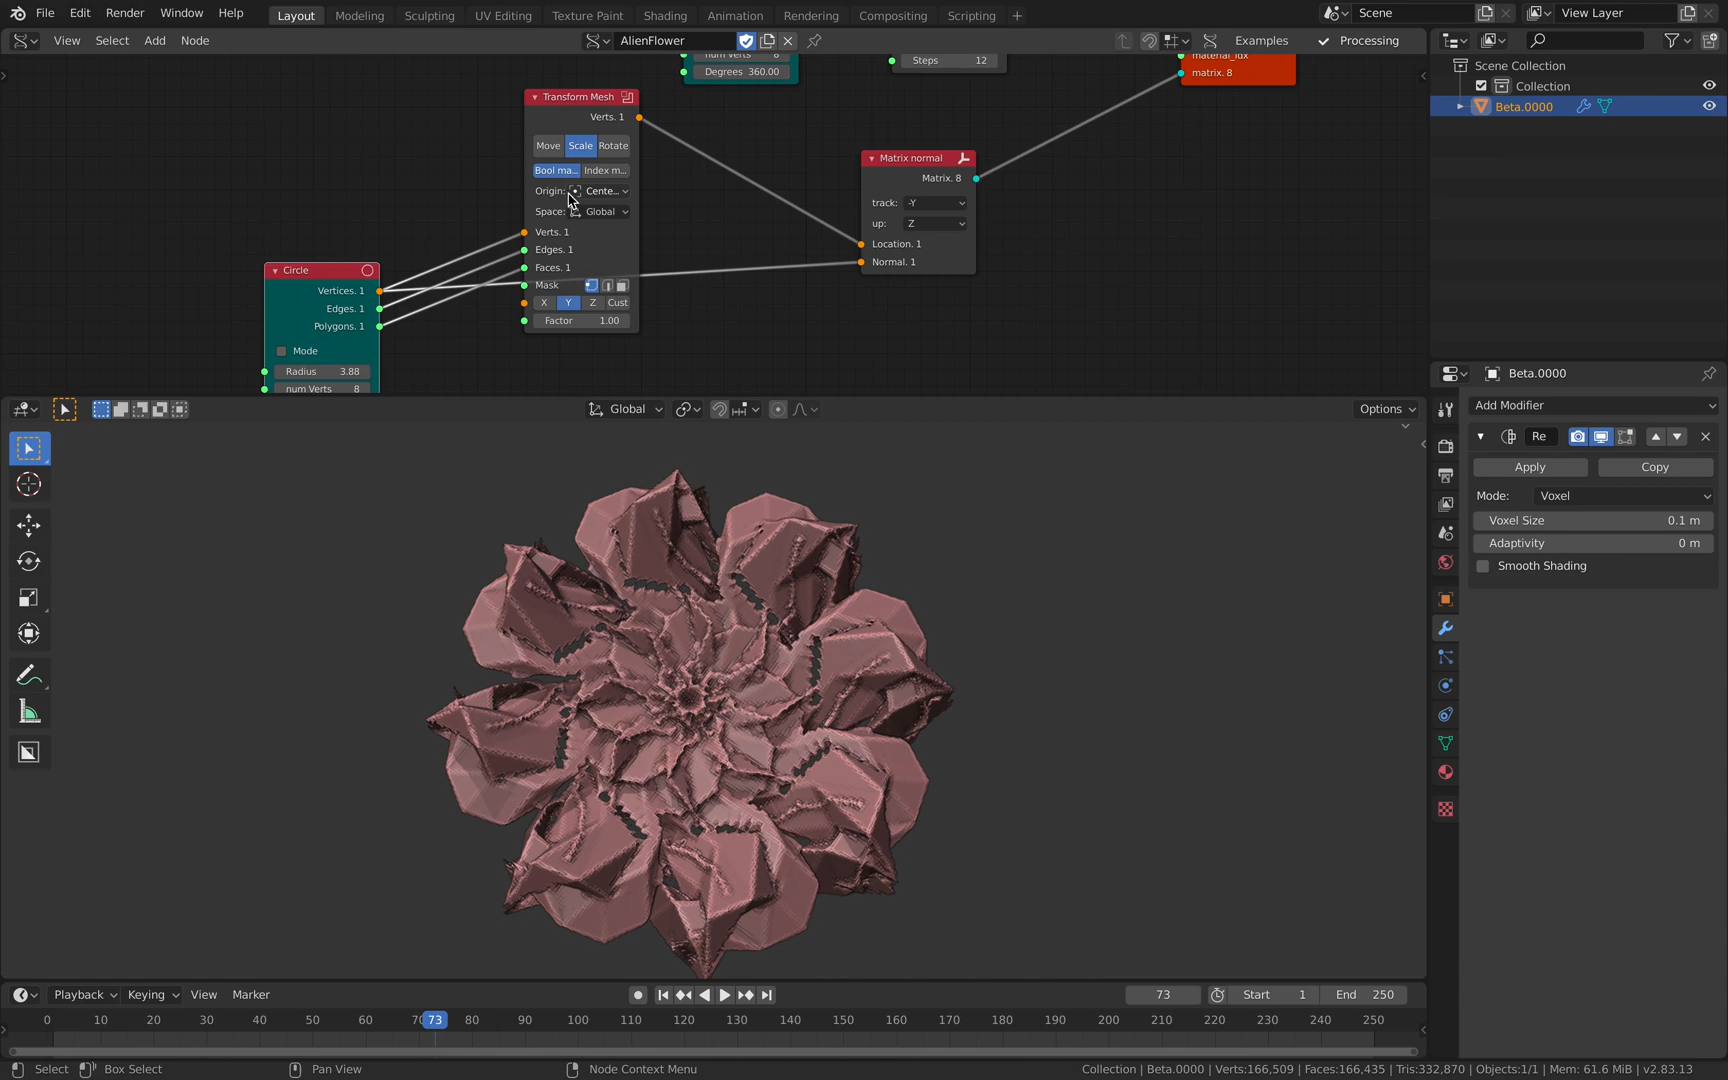 File Edit Render Window Help Layout Modeling Sculpting UV Editing Texture Paint Shading Animation Rendering Compositing Scripting + Scene View Layer
View Select Add Node AlienFlower Examples Processing
Scene Collection
Collection
Beta.0000
Degrees 360.00
Steps 12
matrix. 8
Transform Mesh
Verts. 1
Move Scale Rotate
Bool ma... Index m...
Origin: Cente...
Space: Global
Verts. 1
Edges. 1
Faces. 1
Mask
X Y Z Cust
Factor 1.00
Matrix normal
Matrix. 8
track: -Y
up: Z
Location. 1
Normal. 1
Circle
Vertices. 1
Edges. 1
Polygons. 1
Mode
Radius 3.88
num Verts 8
Global Options
Beta.0000
Add Modifier
Re
Apply Copy
Mode: Voxel
Voxel Size 0.1 m
Adaptivity 0 m
Smooth Shading
Playback Keying View Marker 73 Start 1 End 250
0 10 20 30 40 50 60 73 80 90 100 110 120 130 140 150 160 170 180 190 200 210 220 230 240 250
Select Box Select Pan View Node Context Menu Collection | Beta.0000 | Verts:166,509 | Faces:166,435 | Tris:332,870 | Objects:1/1 | Mem: 61.6 MiB | v2.83.13